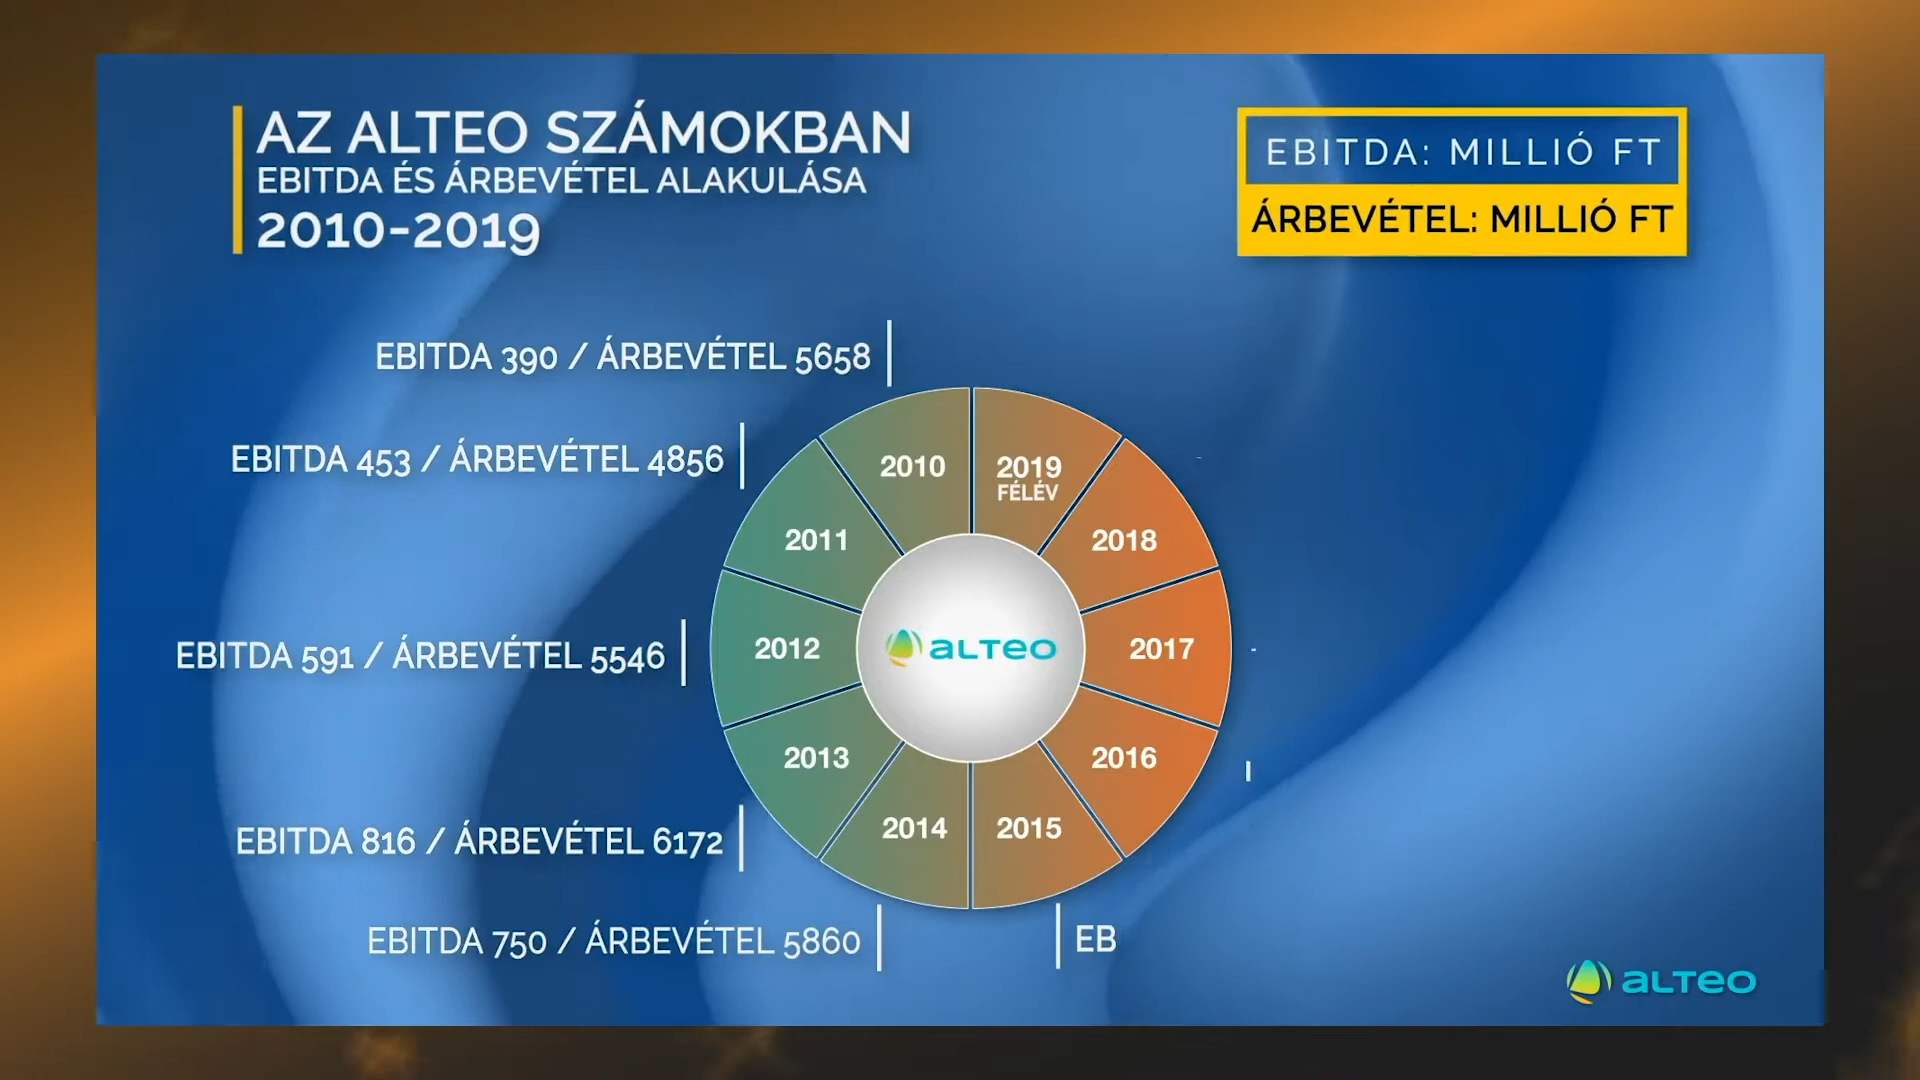 AZ ALTEO SZÁMOKBAN
EBITDA ÉS ÁRBEVÉTEL ALAKULÁSA
2010-2019
EBITDA: MILLIÓ FT
ÁRBEVÉTEL: MILLIÓ FT
EBITDA 390 / ÁRBEVÉTEL 5658
EBITDA 453 / ÁRBEVÉTEL 4856
EBITDA 591 / ÁRBEVÉTEL 5546
EBITDA 816 / ÁRBEVÉTEL 6172
EBITDA 750 / ÁRBEVÉTEL 5860
EB
2010
2019
FÉLÉV
2011
2018
2012
ALTEO
2017
2013
2016
2014
2015
ALTEO